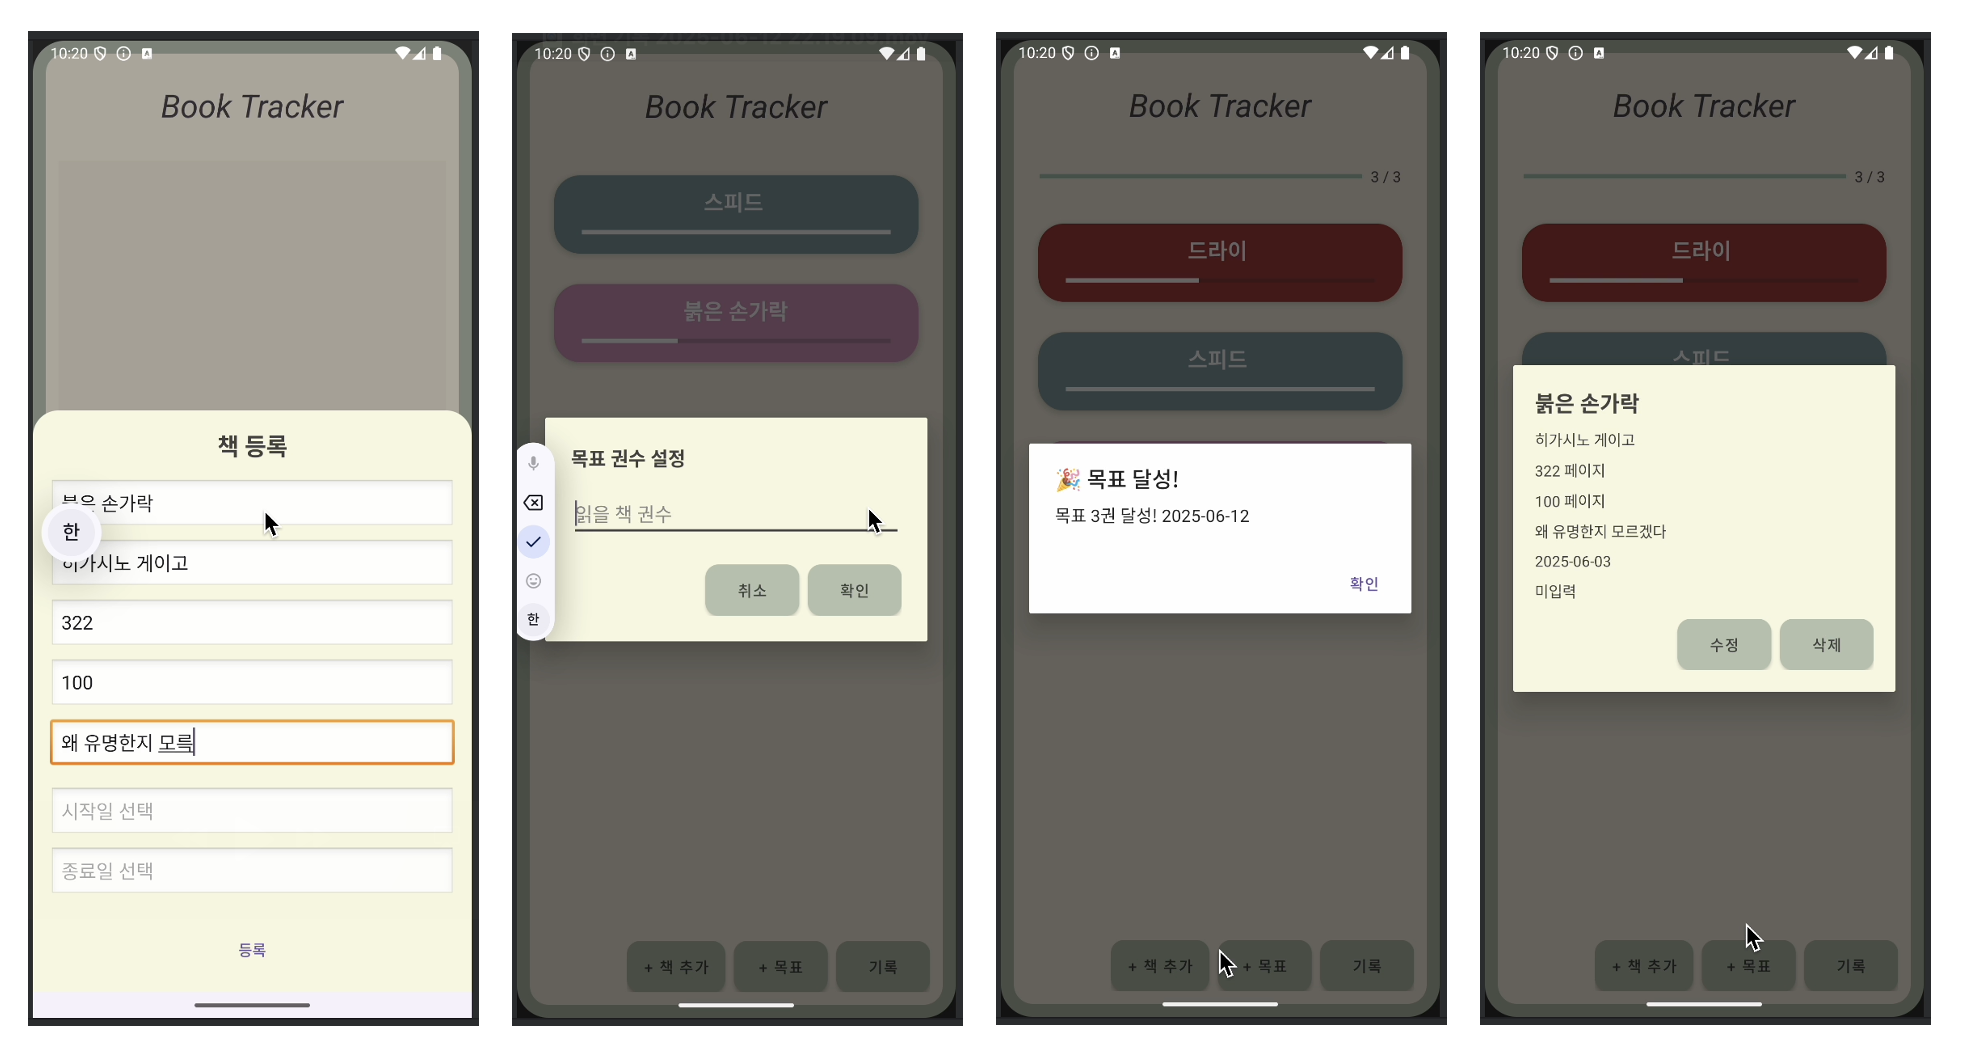 10:20
Book Tracker
책 등록
붉은 손가락
한
히가시노 게이고
322
100
왜 유명한지 모륵
시작일 선택
종료일 선택
등록
10:20
Book Tracker
스피드
붉은 손가락
목표 권수 설정
읽을 책 권수
취소
확인
한
+ 책 추가
+ 목표
기록
10:20
Book Tracker
3 / 3
드라이
스피드
🎉 목표 달성!
목표 3권 달성! 2025-06-12
확인
+ 책 추가
+ 목표
기록
10:20
Book Tracker
3 / 3
드라이
스피드
붉은 손가락
히가시노 게이고
322 페이지
100 페이지
왜 유명한지 모르겠다
2025-06-03
미입력
수정
삭제
+ 책 추가
+ 목표
기록